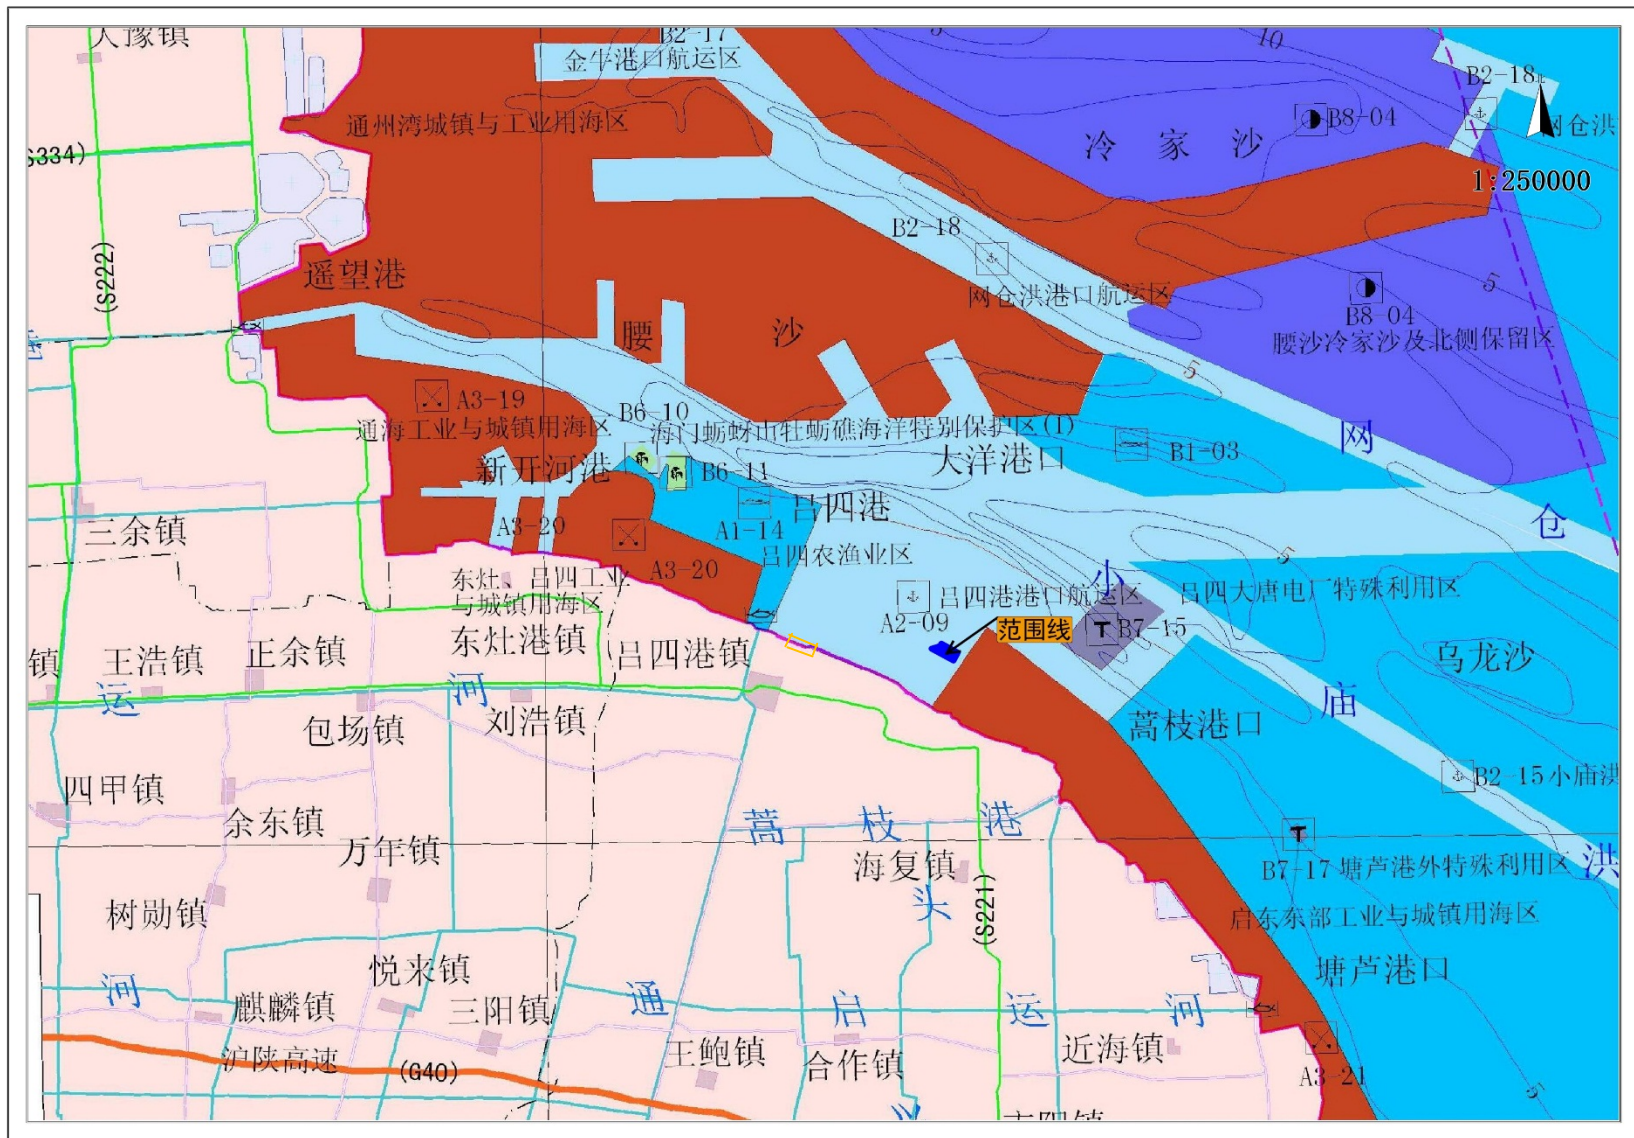 大豫镇
B2-17
金牛港口航运区
10
B2-18
通州湾城镇与工业用海区
B8-04
冷家沙
网仓洪
(S334)
1:250000
B2-18
遥望港
(S222)
网仓洪港口航运区
5
腰沙
B8-04
腰沙冷家沙及北侧保留区
5
A3-19
B6-10
通海工业与城镇用海区
海门蛎蚜山牡蛎礁海洋特别保护区(1)
网
新开河港
B6-11
大洋港口
B1-03
三余镇
A3-20
A1-14
吕四港
仓
吕四农渔业区
5
东灶、吕四工业
与城镇用海区
A3-20
小
吕四港港口航运区
吕四大唐电厂特殊利用区
A2-09
范围线
B7-15
镇
王浩镇
正余镇
东灶港镇
吕四港镇
乌龙沙
运
河
庙
包场镇
刘浩镇
蒿枝港口
四甲镇
B2-15小庙洪
余东镇
万年镇
蒿枝港
海复镇
B7-17塘芦港外特殊利用区
洪
树勋镇
头
(S221)
启东东部工业与城镇用海区
悦来镇
塘芦港口
河
麒麟镇
三阳镇
通启运河
沪陕高速
(G40)
王鲍镇
合作镇
近海镇
A3-21